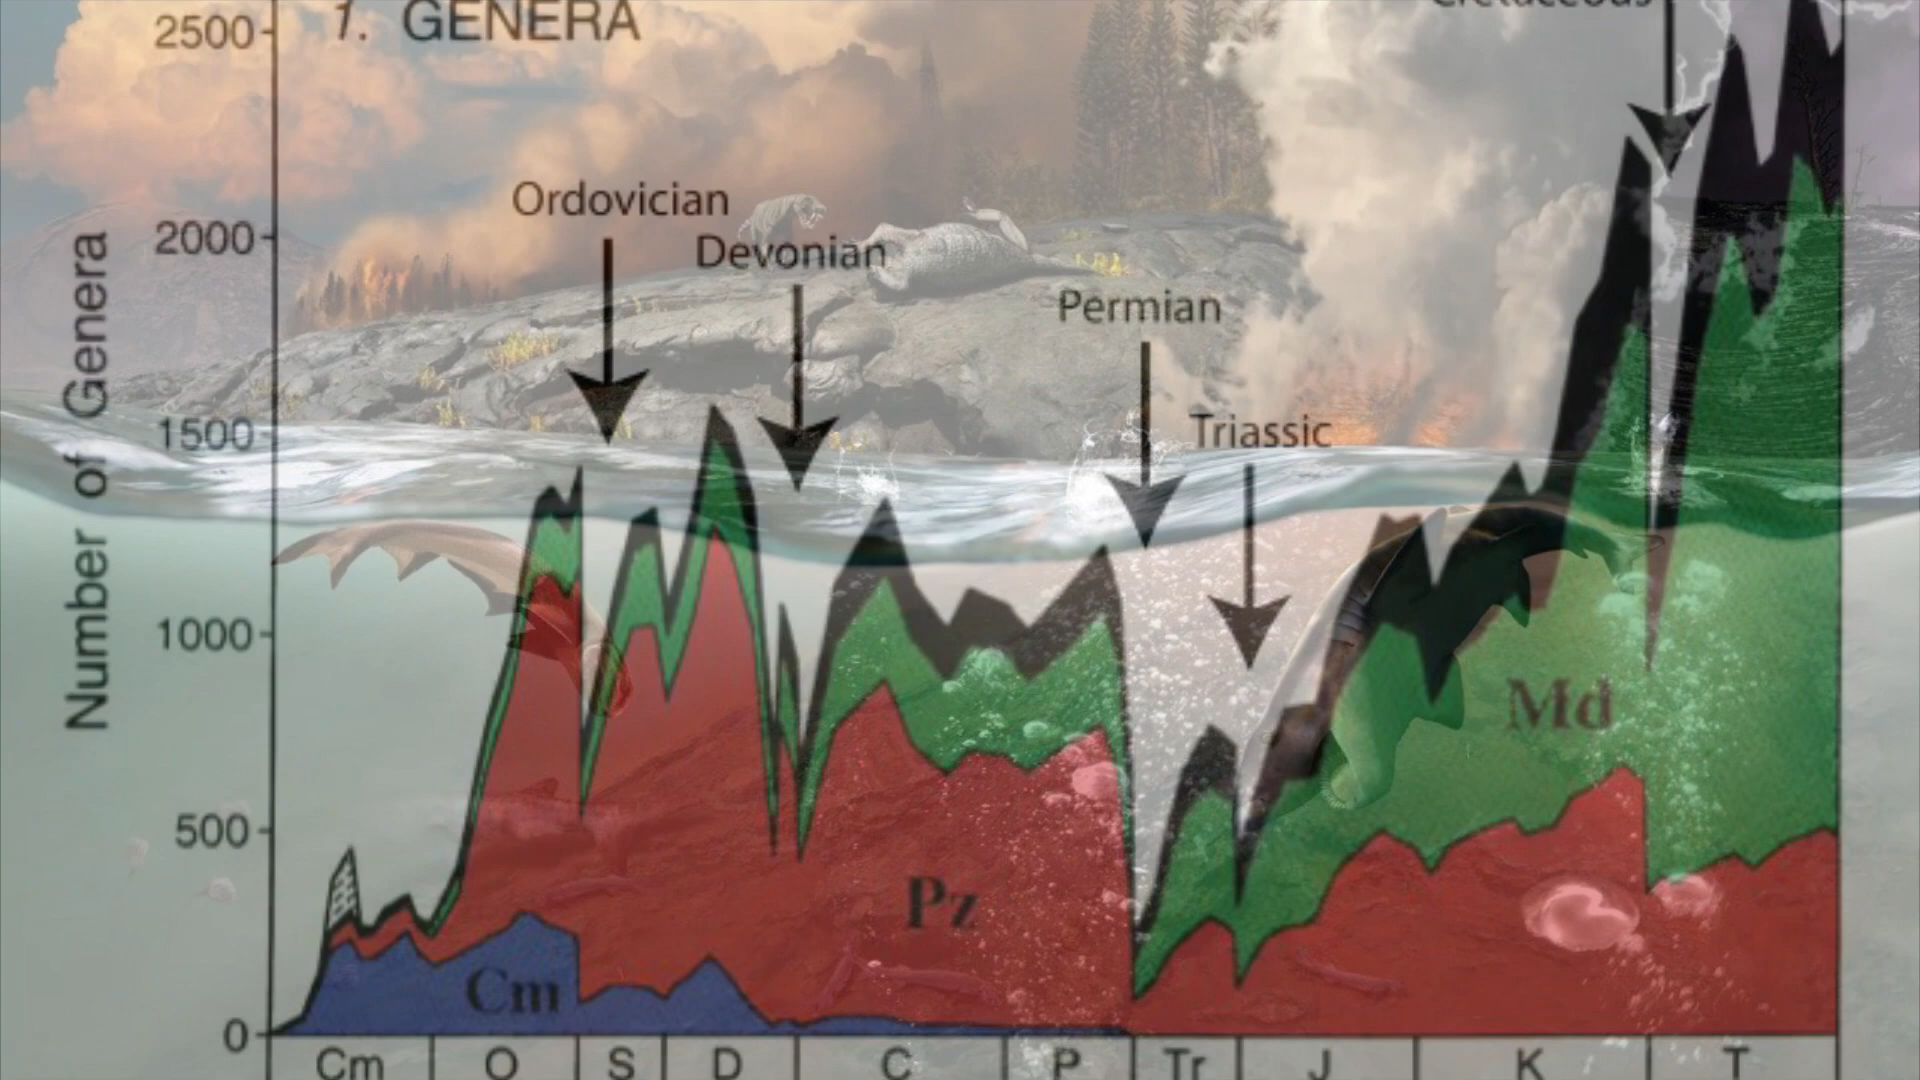 Cretaceous
2500
1. GENERA
Ordovician
2000
Devonian
Permian
Triassic
1500
Number of Genera
1000
Md
500
Pz
Cm
0
Cm O S D C P Tr J K T